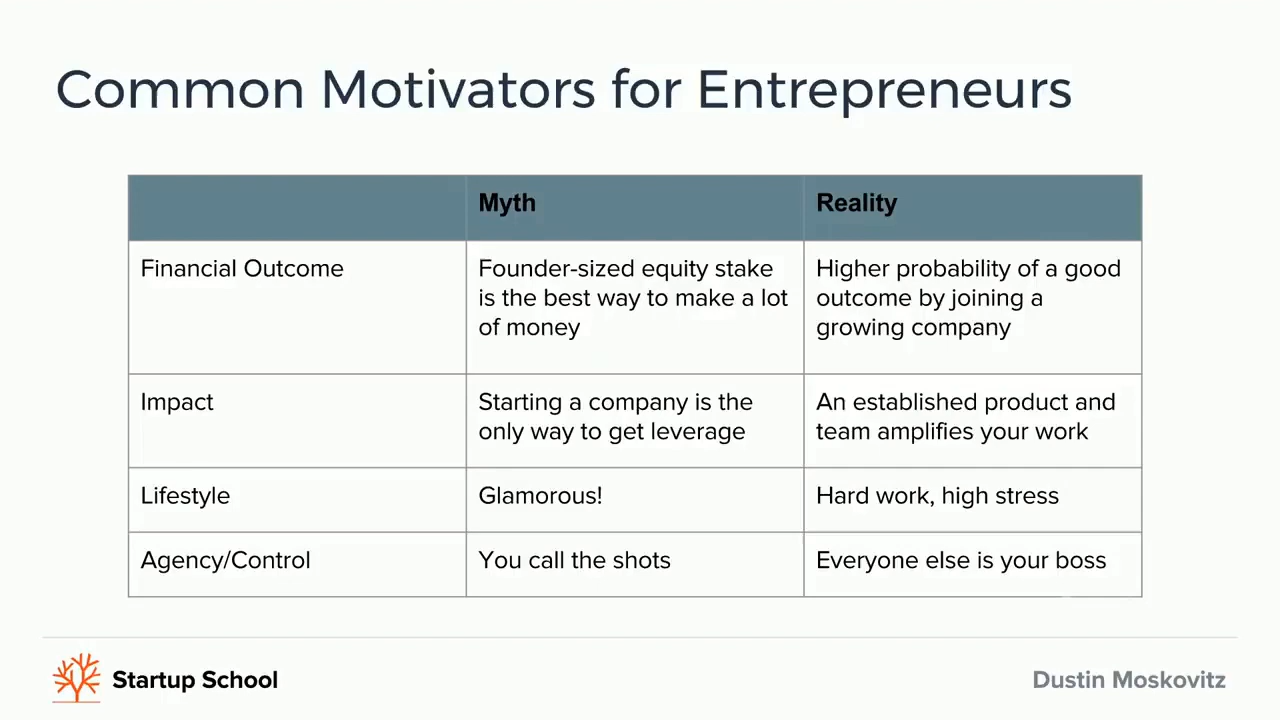 Common Motivators for Entrepreneurs
Myth
Reality
Financial Outcome
Founder-sized equity stake
is the best way to make a lot
of money
Higher probability of a good
outcome by joining a
growing company
Impact
Starting a company is the
only way to get leverage
An established product and
team amplifies your work
Lifestyle
Glamorous!
Hard work, high stress
Agency/Control
You call the shots
Everyone else is your boss
Startup School
Dustin Moskovitz